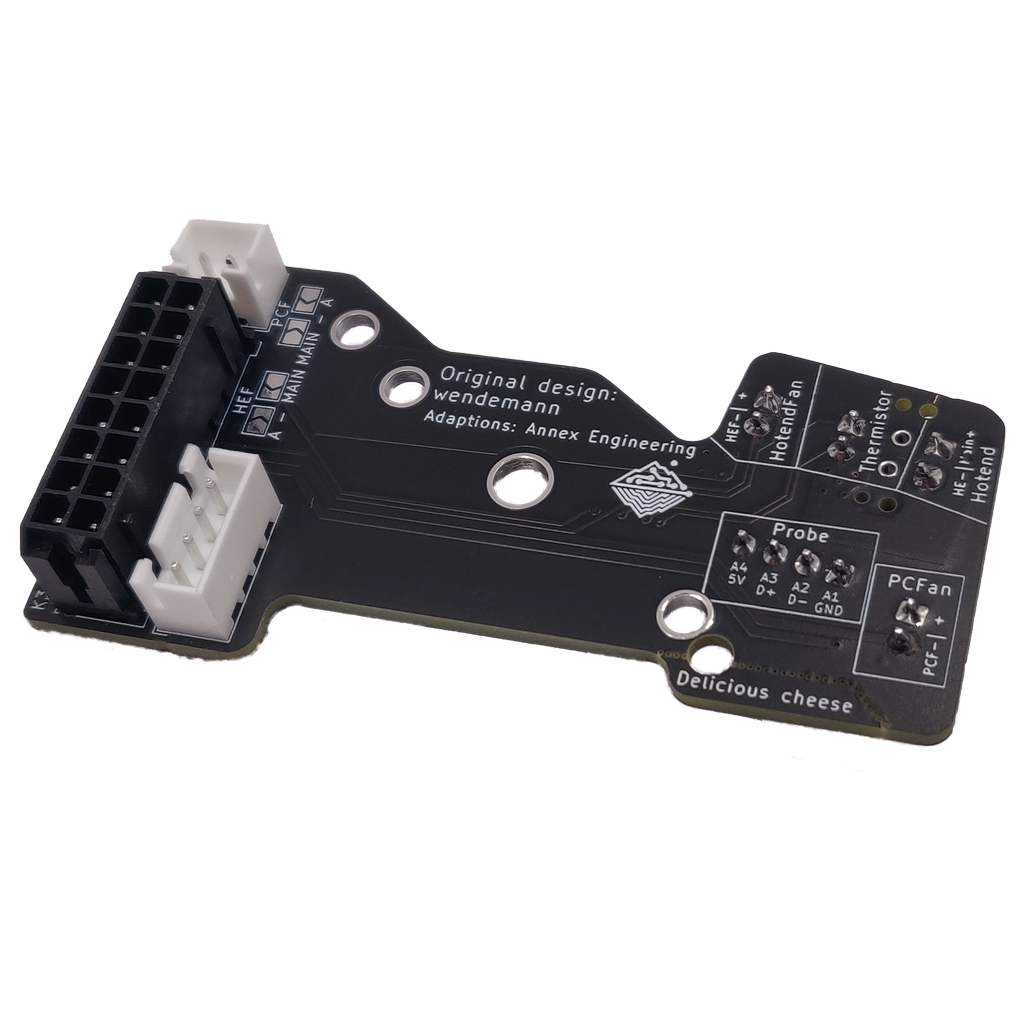 PCF
A
MAIN - A
MAIN
HEF
A -
K3
Original design:
wendemann
Adaptions: Annex Engineering
HEF- | +
HotendFan
Thermistor
HE-
Hotend
Probe
A4
5V
A3
D+
A2
D-
A1
GND
PCFan
PCF- | +
Delicious cheese